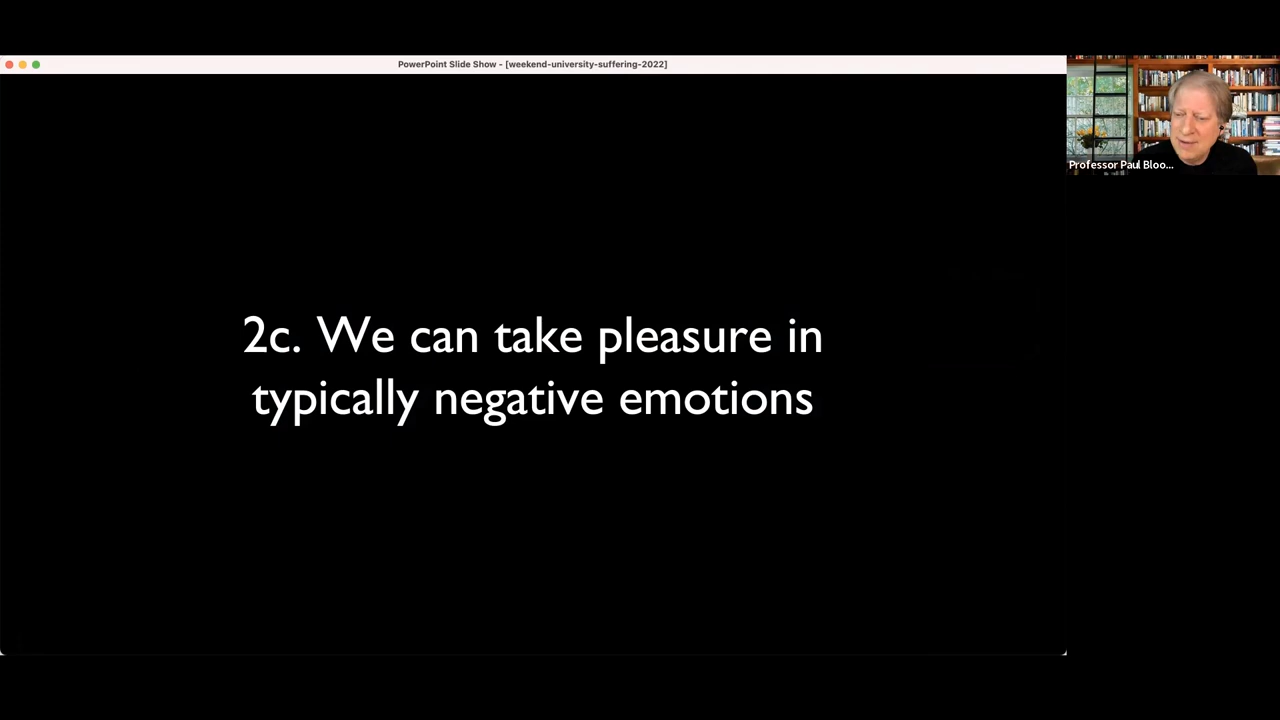 PowerPoint Slide Show - [weekend-university-suffering-2022]
Professor Paul Bloo...
2c. We can take pleasure in
typically negative emotions